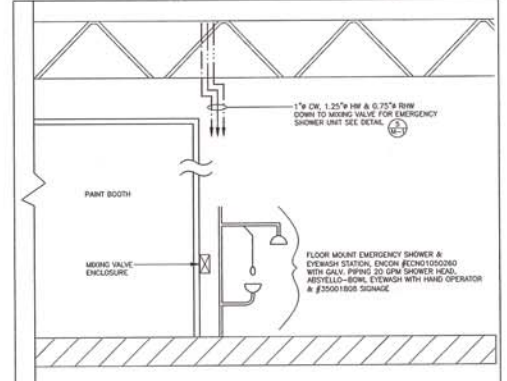 1"ø CW, 1.25"ø HW & 0.75"ø RHW
DOWN TO MIXING VALVE FOR EMERGENCY
SHOWER UNIT SEE DETAIL
5
PAINT BOOTH
MIXING VALVE
ENCLOSURE
FLOOR MOUNT EMERGENCY SHOWER &
EYEWASH STATION, ENCON #ECN01050260
WITH GALV. PIPING 20 GPM SHOWER HEAD,
ABSYELLO-BOWL EYEWASH WITH HAND OPERATOR
& #35001808 SIGNAGE